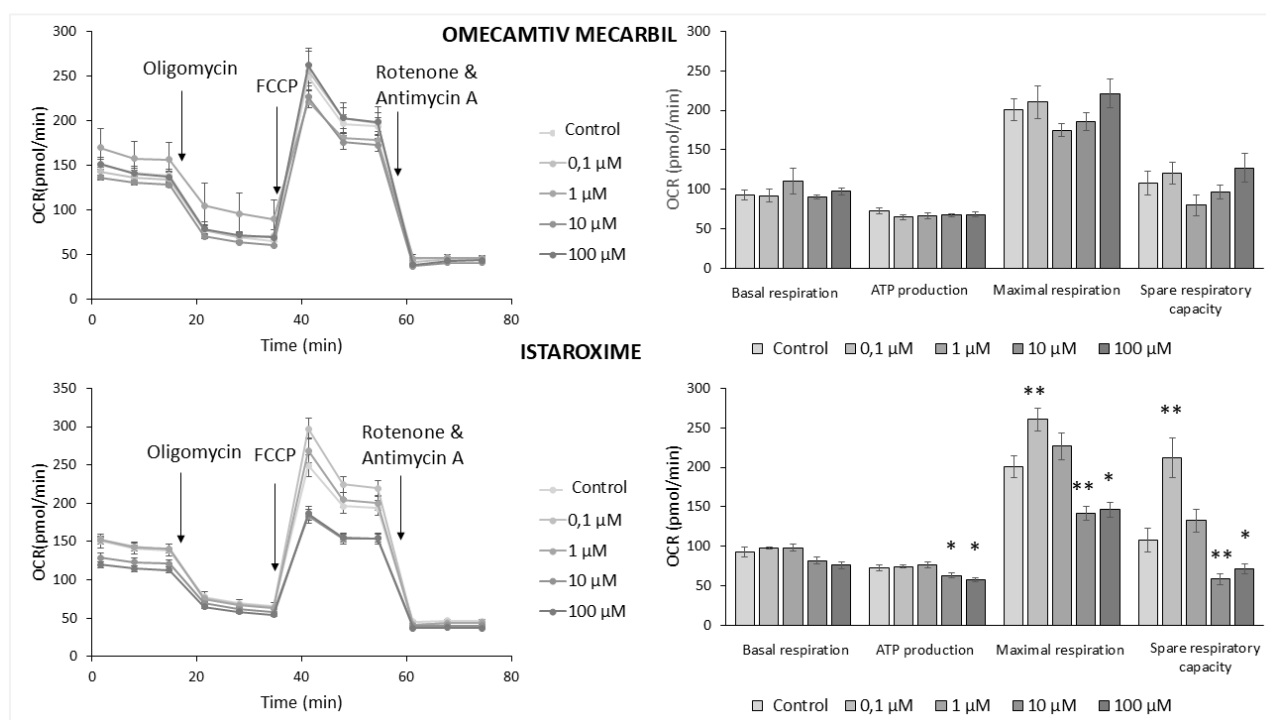 OMECAMTIV MECARBIL
OCR(pmol/min)
300
250
200
150
100
50
0
0 20 40 60 80
Time (min)
Oligomycin
FCCP
Rotenone &
Antimycin A
Control
0,1 µM
1 µM
10 µM
100 µM
OCR (pmol/min)
300
250
200
150
100
50
0
Basal respiration ATP production Maximal respiration Spare respiratory
capacity
Control 0,1 µM 1 µM 10 µM 100 µM
ISTAROXIME
OCR(pmol/min)
350
300
250
200
150
100
50
0
0 20 40 60 80
Time (min)
Oligomycin
FCCP
Rotenone &
Antimycin A
Control
0,1 µM
1 µM
10 µM
100 µM
OCR (pmol/min)
300
250
200
150
100
50
0
* *
** * ** ** * ** *
Basal respiration ATP production Maximal respiration Spare respiratory
capacity
Control 0,1 µM 1 µM 10 µM 100 µM